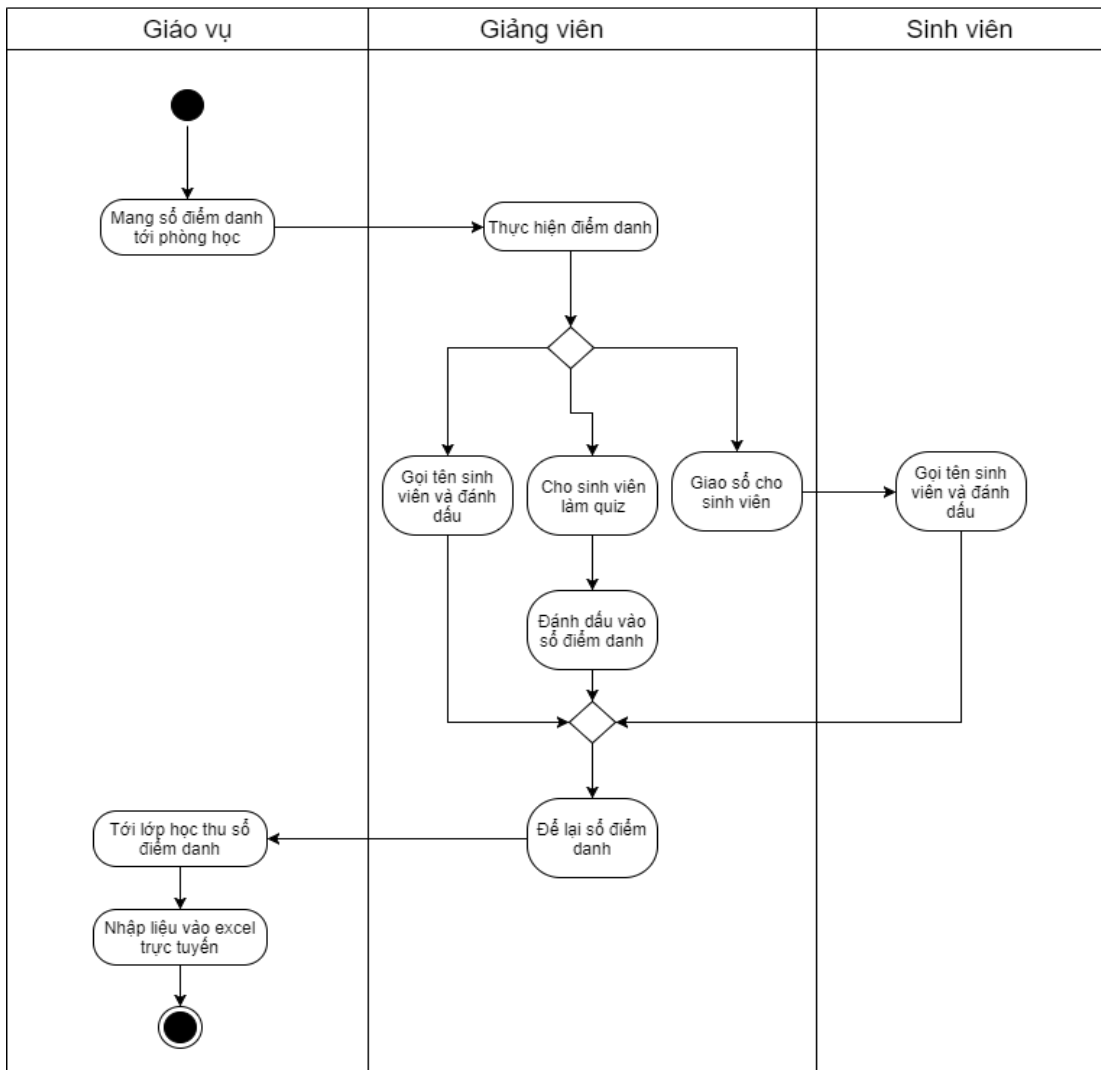 Giáo vụ
Giảng viên
Sinh viên
Mang sổ điểm danh
tới phòng học
Thực hiện điểm danh
Gọi tên sinh
viên và đánh
dấu
Cho sinh viên
làm quiz
Giao sổ cho
sinh viên
Gọi tên sinh
viên và đánh
dấu
Đánh dấu vào
sổ điểm danh
Để lại sổ điểm
danh
Tới lớp học thu sổ
điểm danh
Nhập liệu vào excel
trực tuyến